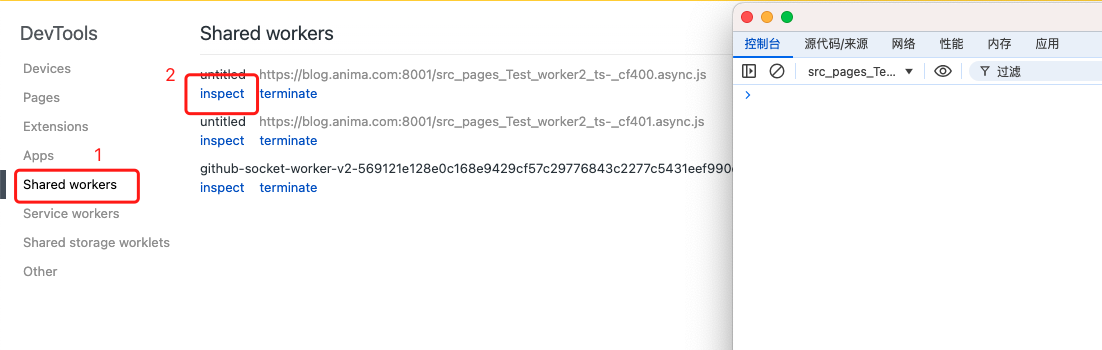 DevTools
Devices
Pages
Extensions
Apps
1
Shared workers
Service workers
Shared storage worklets
Other
Shared workers
2
untitled https://blog.anima.com:8001/src_pages_Test_worker2_ts-_cf400.async.js
inspect terminate
untitled https://blog.anima.com:8001/src_pages_Test_worker2_ts-_cf401.async.js
inspect terminate
github-socket-worker-v2-569121e128e0c168e9429cf57c29776843c2277c5431eef990
inspect terminate
控制台 源代码/来源 网络 性能 内存 应用
src_pages_Te... ▼ 过滤
>